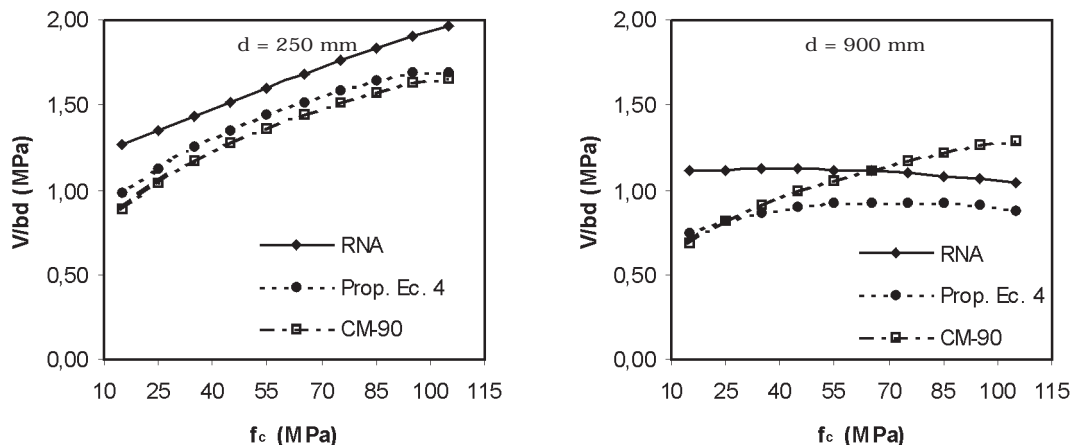 2,00
1,50
1,00
0,50
0,00
V/bd (MPa)
d = 250 mm
RNA
Prop. Ec. 4
CM-90
10 25 40 55 70 85 100 115
fc (MPa)
2,00
1,50
1,00
0,50
0,00
V/bd (MPa)
d = 900 mm
RNA
Prop. Ec. 4
CM-90
10 25 40 55 70 85 100 115
fc (MPa)